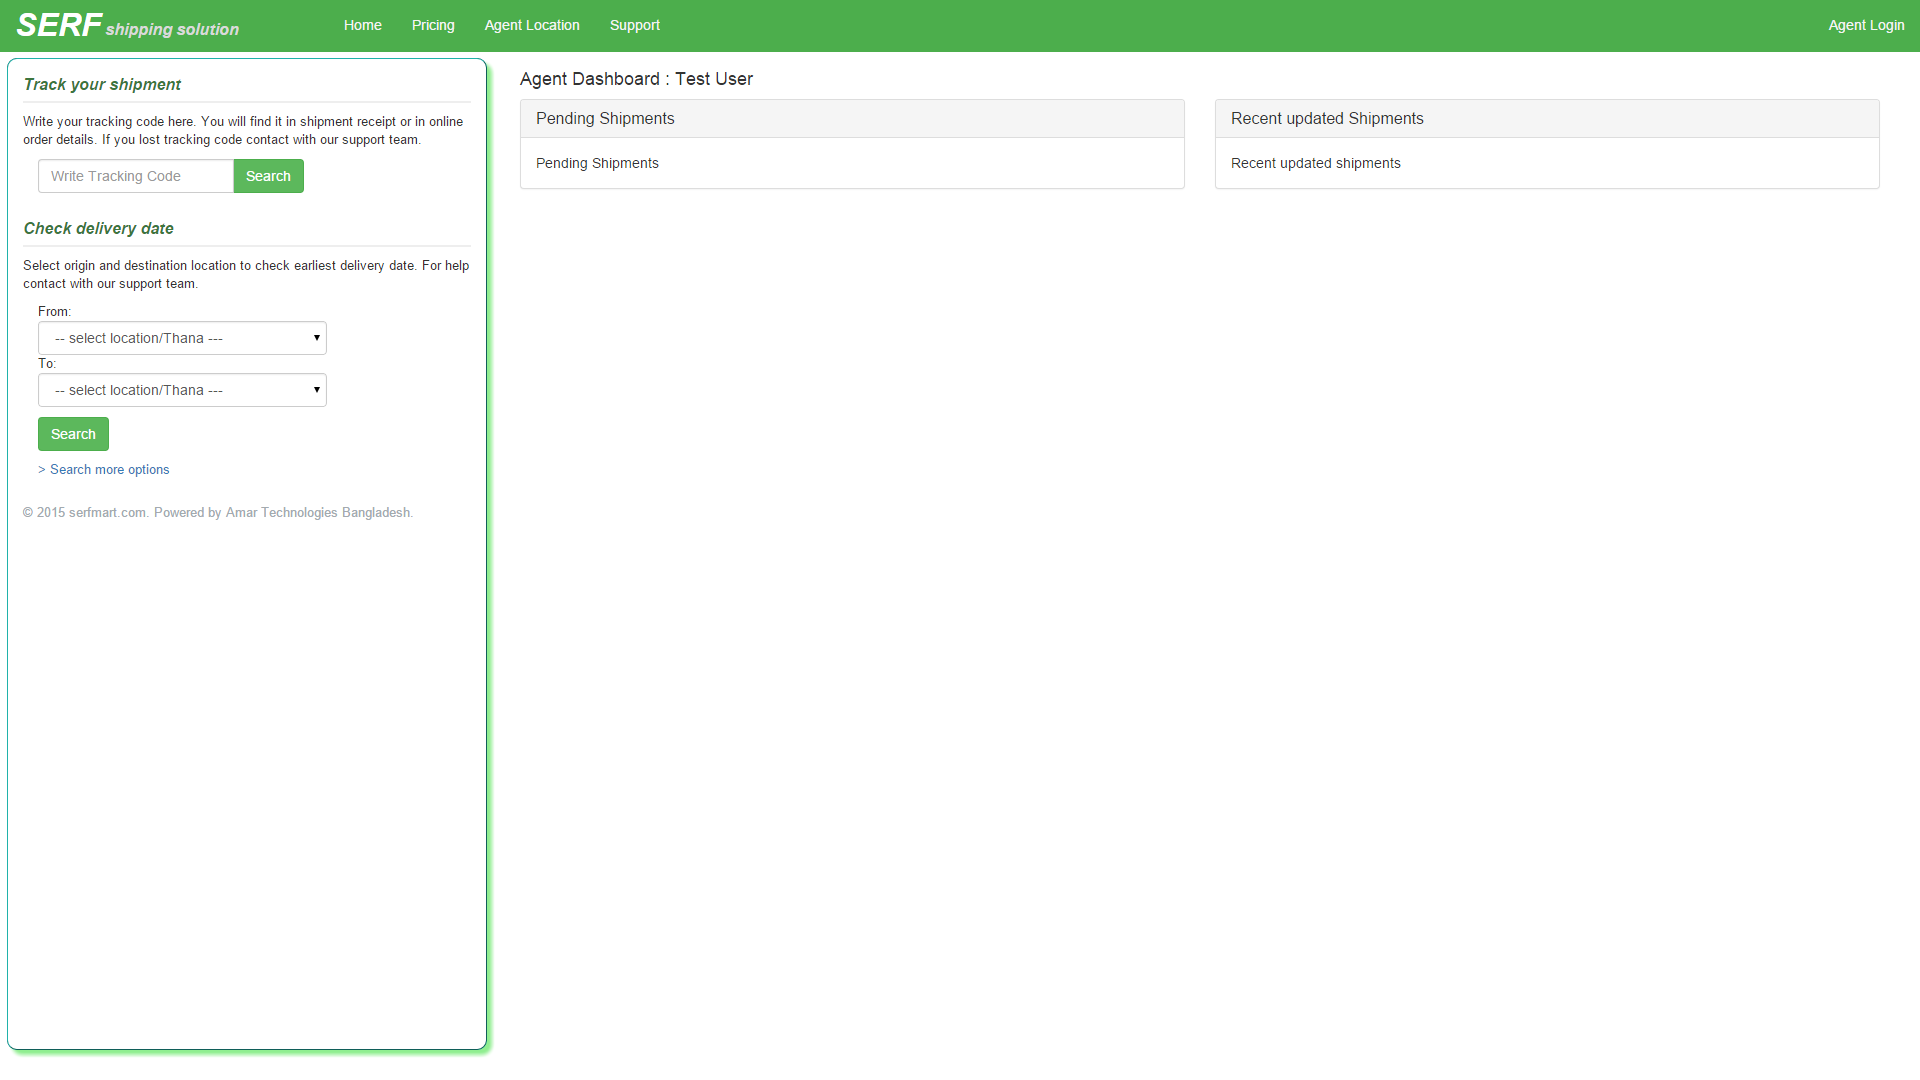 SERF shipping solution
Home
Pricing
Agent Location
Support
Agent Login
Track your shipment
Write your tracking code here. You will find it in shipment receipt or in online
order details. If you lost tracking code contact with our support team.
Write Tracking Code
Search
Check delivery date
Select origin and destination location to check earliest delivery date. For help
contact with our support team.
From:
-- select location/Thana ---
To:
-- select location/Thana ---
Search
> Search more options
© 2015 serfmart.com. Powered by Amar Technologies Bangladesh.
Agent Dashboard : Test User
Pending Shipments
Pending Shipments
Recent updated Shipments
Recent updated shipments